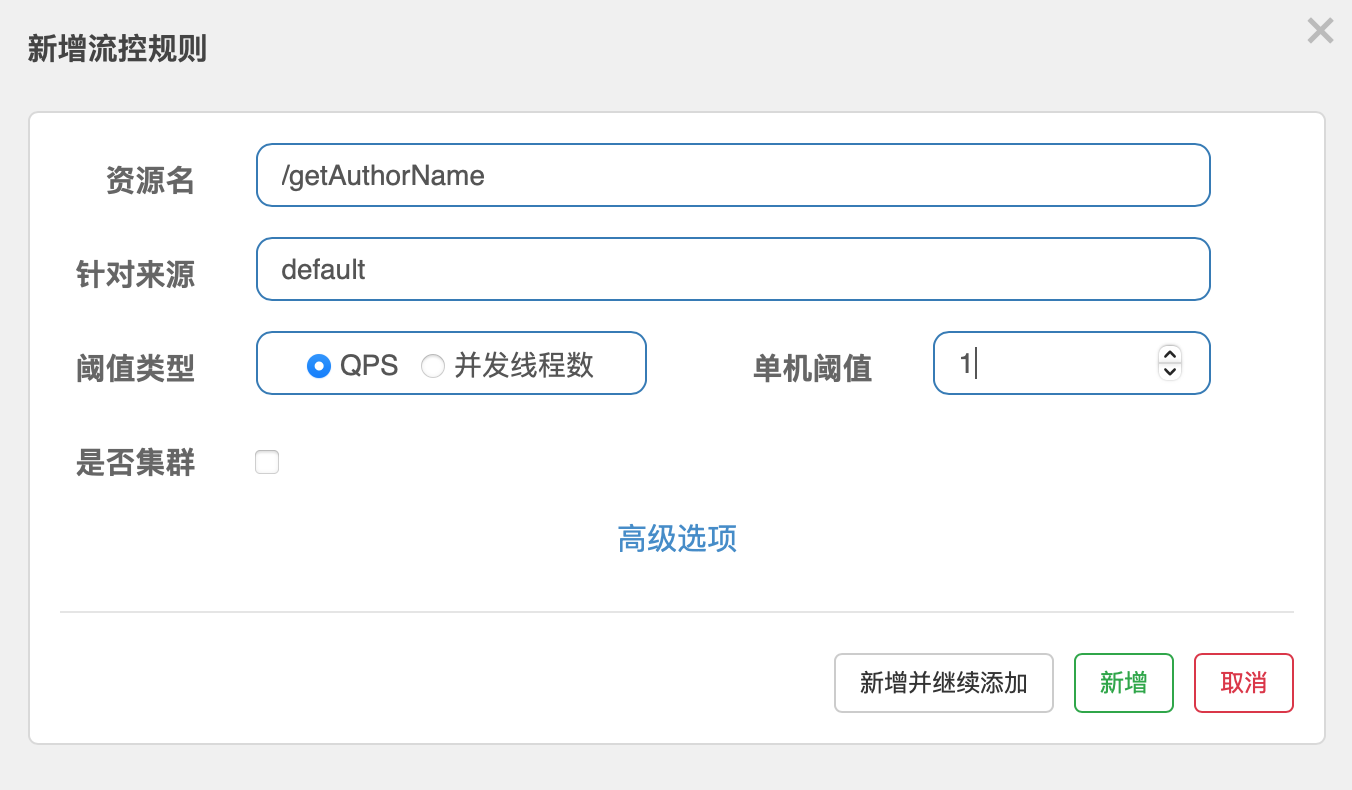 新增流控规则
资源名 /getAuthorName
针对来源 default
阈值类型 QPS 并发线程数 单机阈值 1
是否集群
高级选项
新增并继续添加 新增 取消